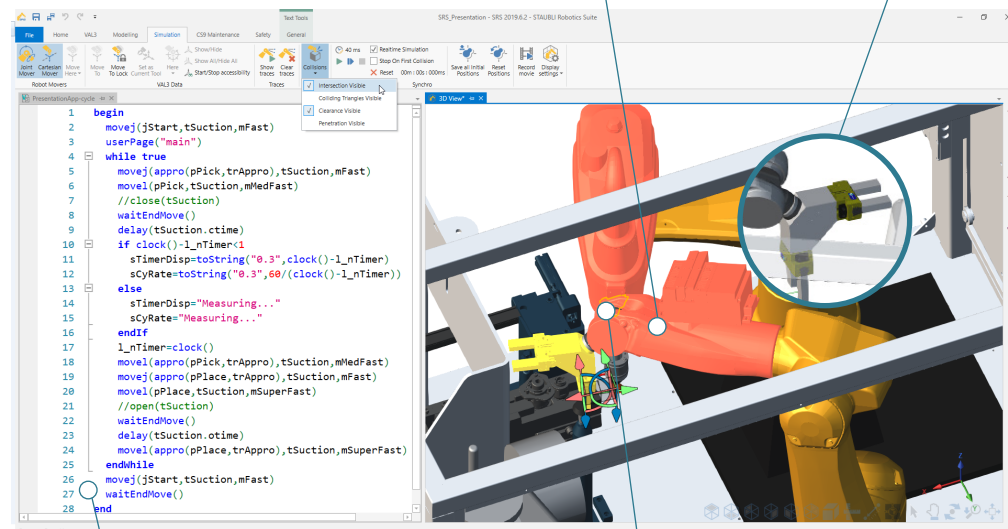 Text Tools
SRS_Presentation - SRS 2019.6.2 - STAUBLI Robotics Suite
File Home VAL3 Modeling Simulation CS9 Maintenance Safety General
Joint Mover
Cartesian Mover
Move Here
Move To
Move To Lock
Set as Current Tool
Here
Show/Hide
Show All/Hide All
Start/Stop accessibility
Show traces
Clear traces
Collisions
40 ms
Realtime Simulation
Stop On First Collision
Reset 00m : 00s : 000ms
Save all Initial Positions
Reset Positions
Record movie
Display settings
Robot Movers VAL3 Data Traces Synchro
Intersection Visible
Colliding Triangles Visible
Clearance Visible
Penetration Visible
PresentationApp-cycle
3D View*
1 begin
2 movej(jStart,tSuction,mFast)
3 userPage("main")
4 while true
5 movej(appro(pPick,trAppro),tSuction,mFast)
6 movel(pPick,tSuction,mMedFast)
7 //close(tSuction)
8 waitEndMove()
9 delay(tSuction.ctime)
10 if clock()-l_nTimer<1
11 sTimerDisp=toString("0.3",clock()-l_nTimer)
12 sCyRate=toString("0.3",60/(clock()-l_nTimer))
13 else
14 sTimerDisp="Measuring..."
15 sCyRate="Measuring..."
16 endIf
17 l_nTimer=clock()
18 movel(appro(pPick,trAppro),tSuction,mMedFast)
19 movej(appro(pPlace,trAppro),tSuction,mFast)
20 movel(pPlace,tSuction,mSuperFast)
21 //open(tSuction)
22 waitEndMove()
23 delay(tSuction.otime)
24 movel(appro(pPlace,trAppro),tSuction,mSuperFast)
25 endWhile
26 movej(jStart,tSuction,mFast)
27 waitEndMove()
28 end
Z
Y